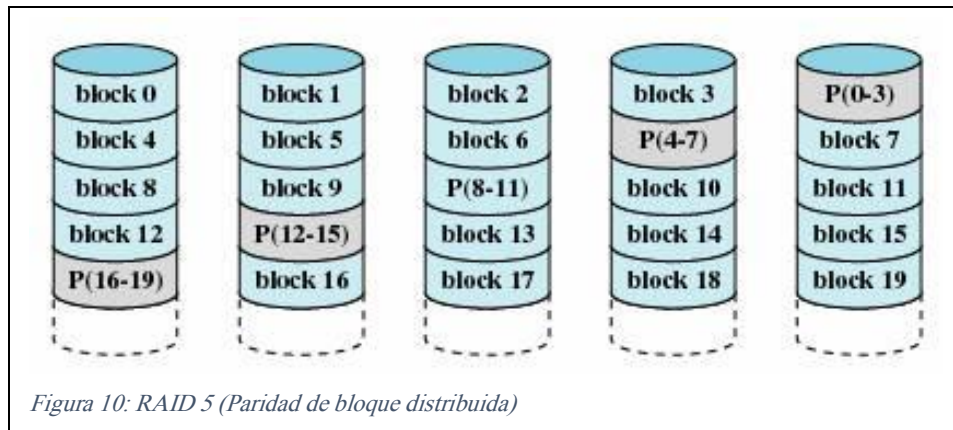 block 0 block 1 block 2 block 3 P(0-3)
block 4 block 5 block 6 P(4-7) block 7
block 8 block 9 P(8-11) block 10 block 11
block 12 P(12-15) block 13 block 14 block 15
P(16-19) block 16 block 17 block 18 block 19
Figura 10: RAID 5 (Paridad de bloque distribuida)